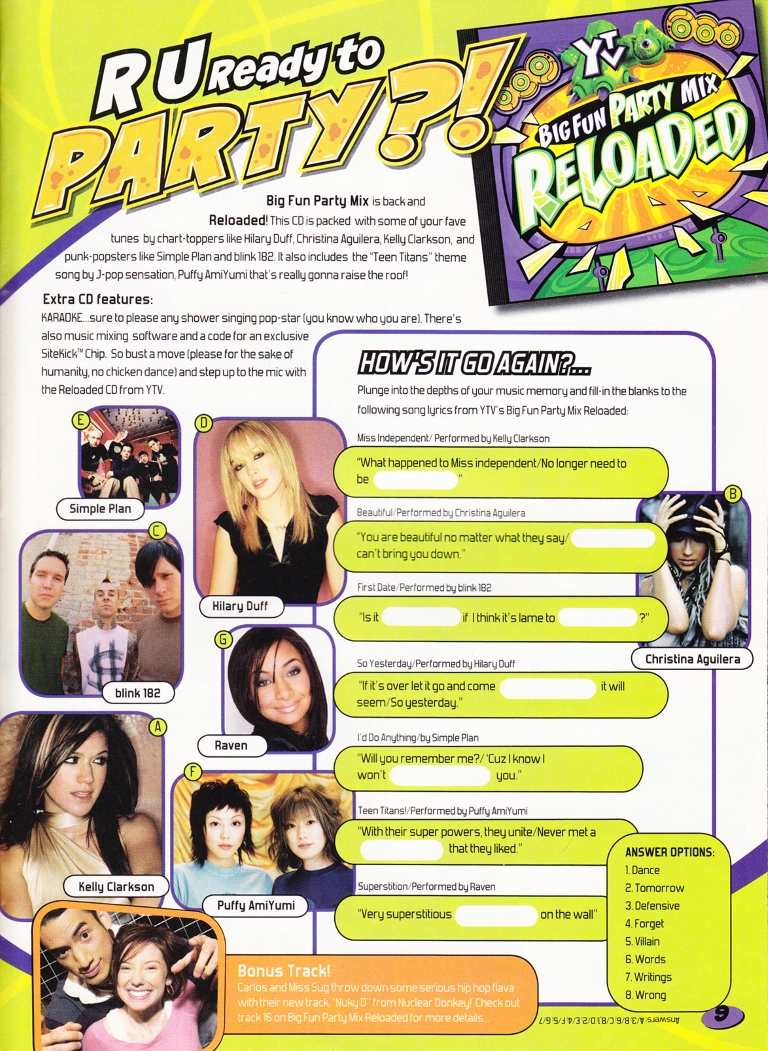 R U Ready to
PARTY?!
YTV
BIG FUN PARTY MIX
RELOADED
Big Fun Party Mix is back and
Reloaded! This CD is packed with some of your fave
tunes by chart-toppers like Hilary Duff, Christina Aguilera, Kelly Clarkson, and
punk-popsters like Simple Plan and blink 182. It also includes the "Teen Titans" theme
song by J-pop sensation, Puffy AmiYumi that's really gonna raise the roof!
Extra CD features:
KARAOKE...sure to please any shower singing pop-star (you know who you are). There's
also music mixing software and a code for an exclusive
SiteKick™ Chip. So bust a move (please for the sake of
humanity, no chicken dance) and step up to the mic with
the Reloaded CD from YTV.
E
Simple Plan
D
Hilary Duff
C
blink 182
G
Raven
A
Kelly Clarkson
F
Puffy AmiYumi
B
Christina Aguilera
HOW'S IT GO AGAIN?...
Plunge into the depths of your music memory and fill-in the blanks to the
following song lyrics from YTV's Big Fun Party Mix Reloaded:
Miss Independent/ Performed by Kelly Clarkson
"What happened to Miss independent/No longer need to
be "
Beautiful/Performed by Christina Aguilera
"You are beautiful no matter what they say/
can't bring you down."
First Date/Performed by blink 182
"Is it if I think it's lame to ?"
So Yesterday/Performed by Hilary Duff
"If it's over let it go and come it will
seem/So yesterday."
I'd Do Anything/by Simple Plan
"Will you remember me?/ 'Cuz I know I
won't you."
Teen Titans!/Performed by Puffy AmiYumi
"With their super powers, they unite/Never met a
that they liked."
Superstition/Performed by Raven
"Very superstitious on the wall"
ANSWER OPTIONS:
1. Dance
2. Tomorrow
3. Defensive
4. Forget
5. Villain
6. Words
7. Writings
8. Wrong
Bonus Track!
Carlos and Miss Sug throw down some serious hip hop flava
with their new track "Nuky D" from Nuclear Donkey! Check out
track 16 on Big Fun Party Mix Reloaded for more details...
Answers: A:3/B:6/C:8,1/D:2/E:4/F:5/G:7
9